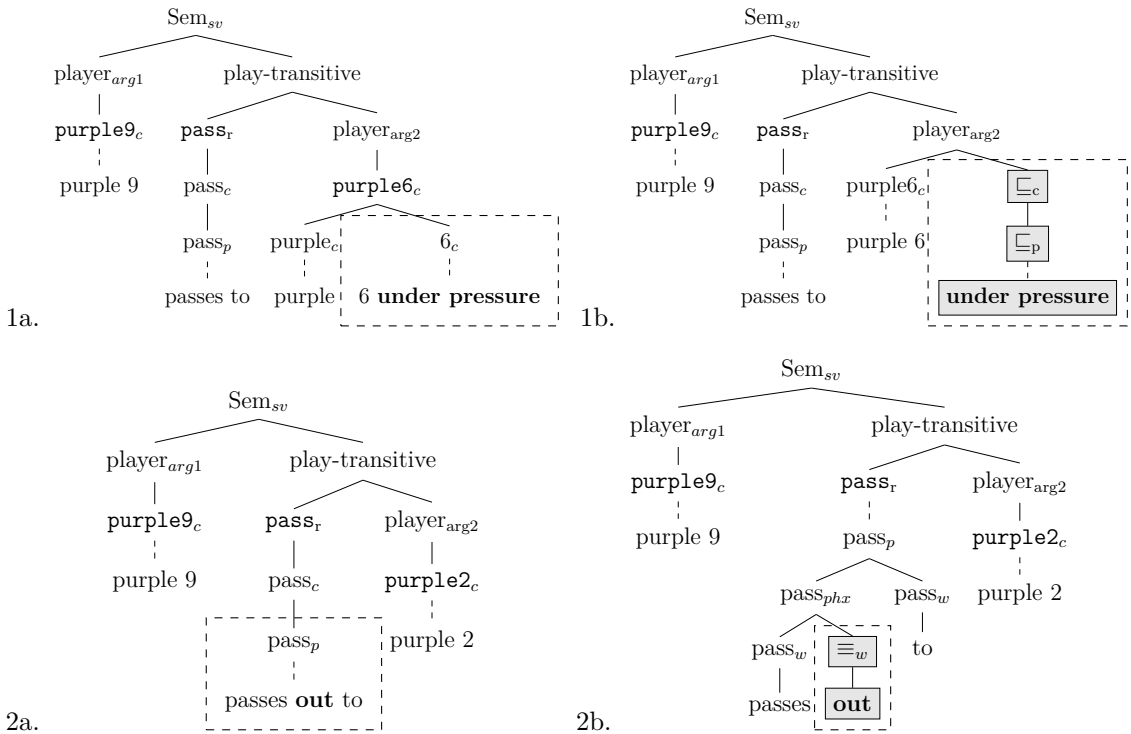 Sem_sv
player_arg1 play-transitive
purple9_c pass_r player_arg2
purple 9 pass_c purple6_c
pass_p purple_c 6_c
passes to purple 6 under pressure
1a.
Sem_sv
player_arg1 play-transitive
purple9_c pass_r player_arg2
purple 9 pass_c purple6_c ⊑_c
pass_p purple 6 ⊑_p
passes to under pressure
1b.
Sem_sv
player_arg1 play-transitive
purple9_c pass_r player_arg2
purple 9 pass_c purple2_c
pass_p purple 2
passes out to
2a.
Sem_sv
player_arg1 play-transitive
purple9_c pass_r player_arg2
purple 9 pass_p purple2_c
pass_phx pass_w purple 2
pass_w ≡_w to
passes out
2b.